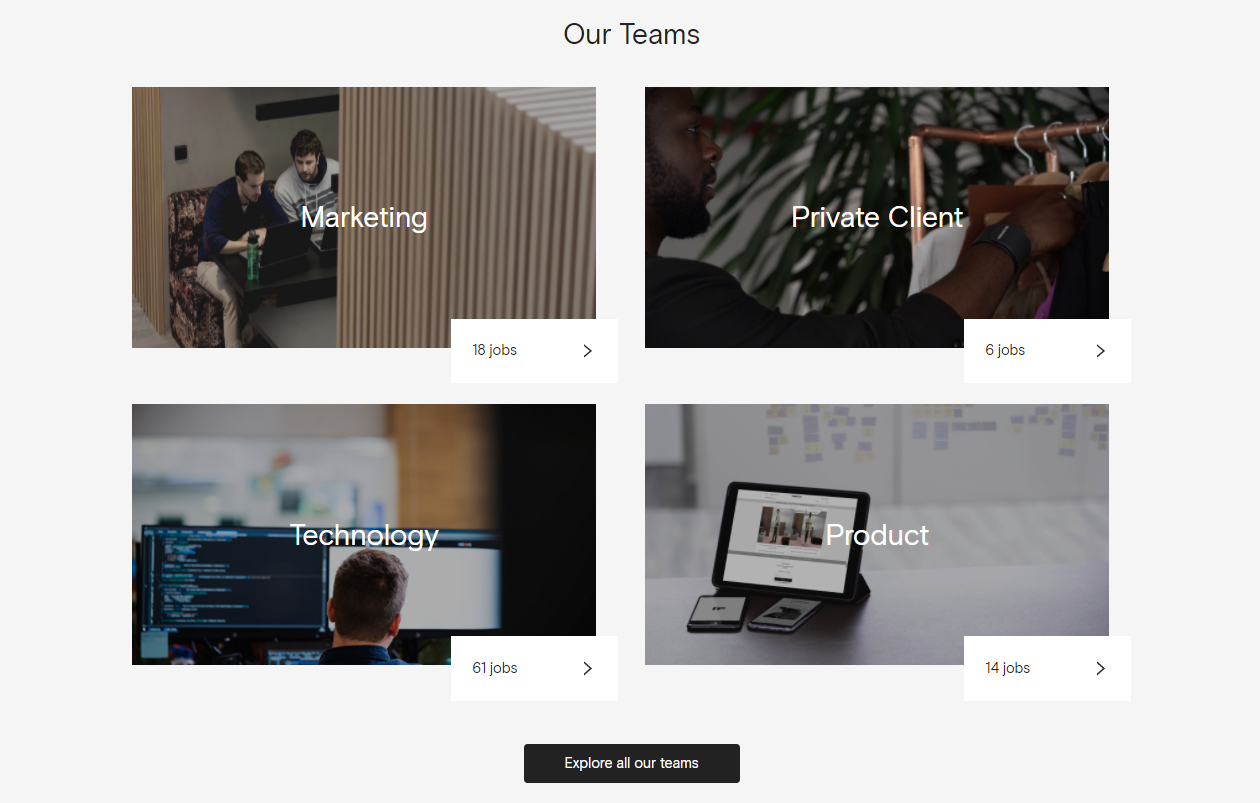 Our Teams
Marketing
18 jobs
Private Client
6 jobs
Technology
61 jobs
Product
14 jobs
Explore all our teams